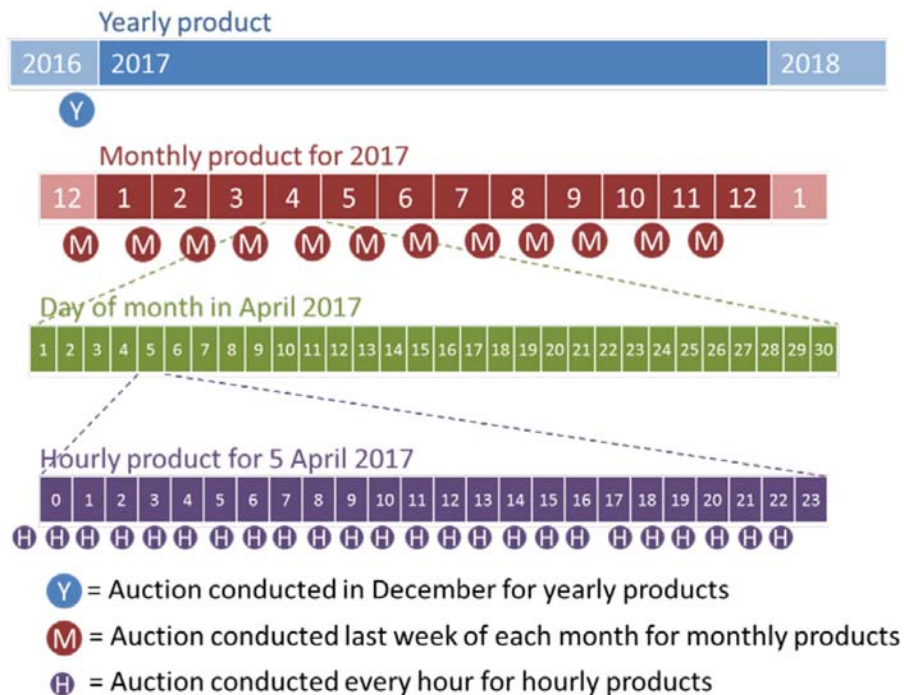 Yearly product
2016 2017 2018
Y
Monthly product for 2017
12 1 2 3 4 5 6 7 8 9 10 11 12 1
M M M M M M M M M M M M
Day of month in April 2017
1 2 3 4 5 6 7 8 9 10 11 12 13 14 15 16 17 18 19 20 21 22 23 24 25 26 27 28 29 30
Hourly product for 5 April 2017
0 1 2 3 4 5 6 7 8 9 10 11 12 13 14 15 16 17 18 19 20 21 22 23
H H H H H H H H H H H H H H H H H H H H H H H H
Y = Auction conducted in December for yearly products
M = Auction conducted last week of each month for monthly products
H = Auction conducted every hour for hourly products